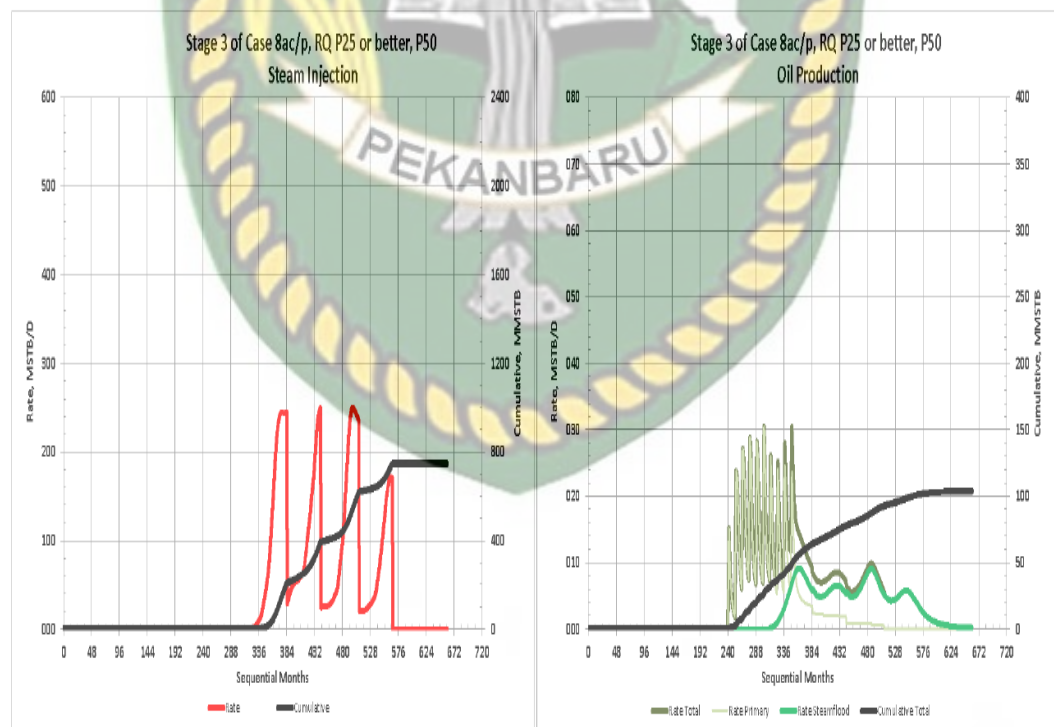 Stage 3 of Case 8ac/p, RQ P25 or better, P50
Steam Injection
600
500
400
300
200
100
000
Rate, MSTB/D
2400
2000
1600
1200
800
400
0
Cumulative, MMSTB
0 48 96 144 192 240 288 336 384 432 480 528 576 624 672 720
Sequential Months
Rate Cumulative
Stage 3 of Case 8ac/p, RQ P25 or better, P50
Oil Production
080
070
060
050
040
030
020
010
000
Rate, MSTB/D
400
350
300
250
200
150
100
50
0
Cumulative, MMSTB
0 48 96 144 192 240 288 336 384 432 480 528 576 624 672 720
Sequential Months
Rate Total Rate Primary Rate Steamflood Cumulative Total
PEKANBARU